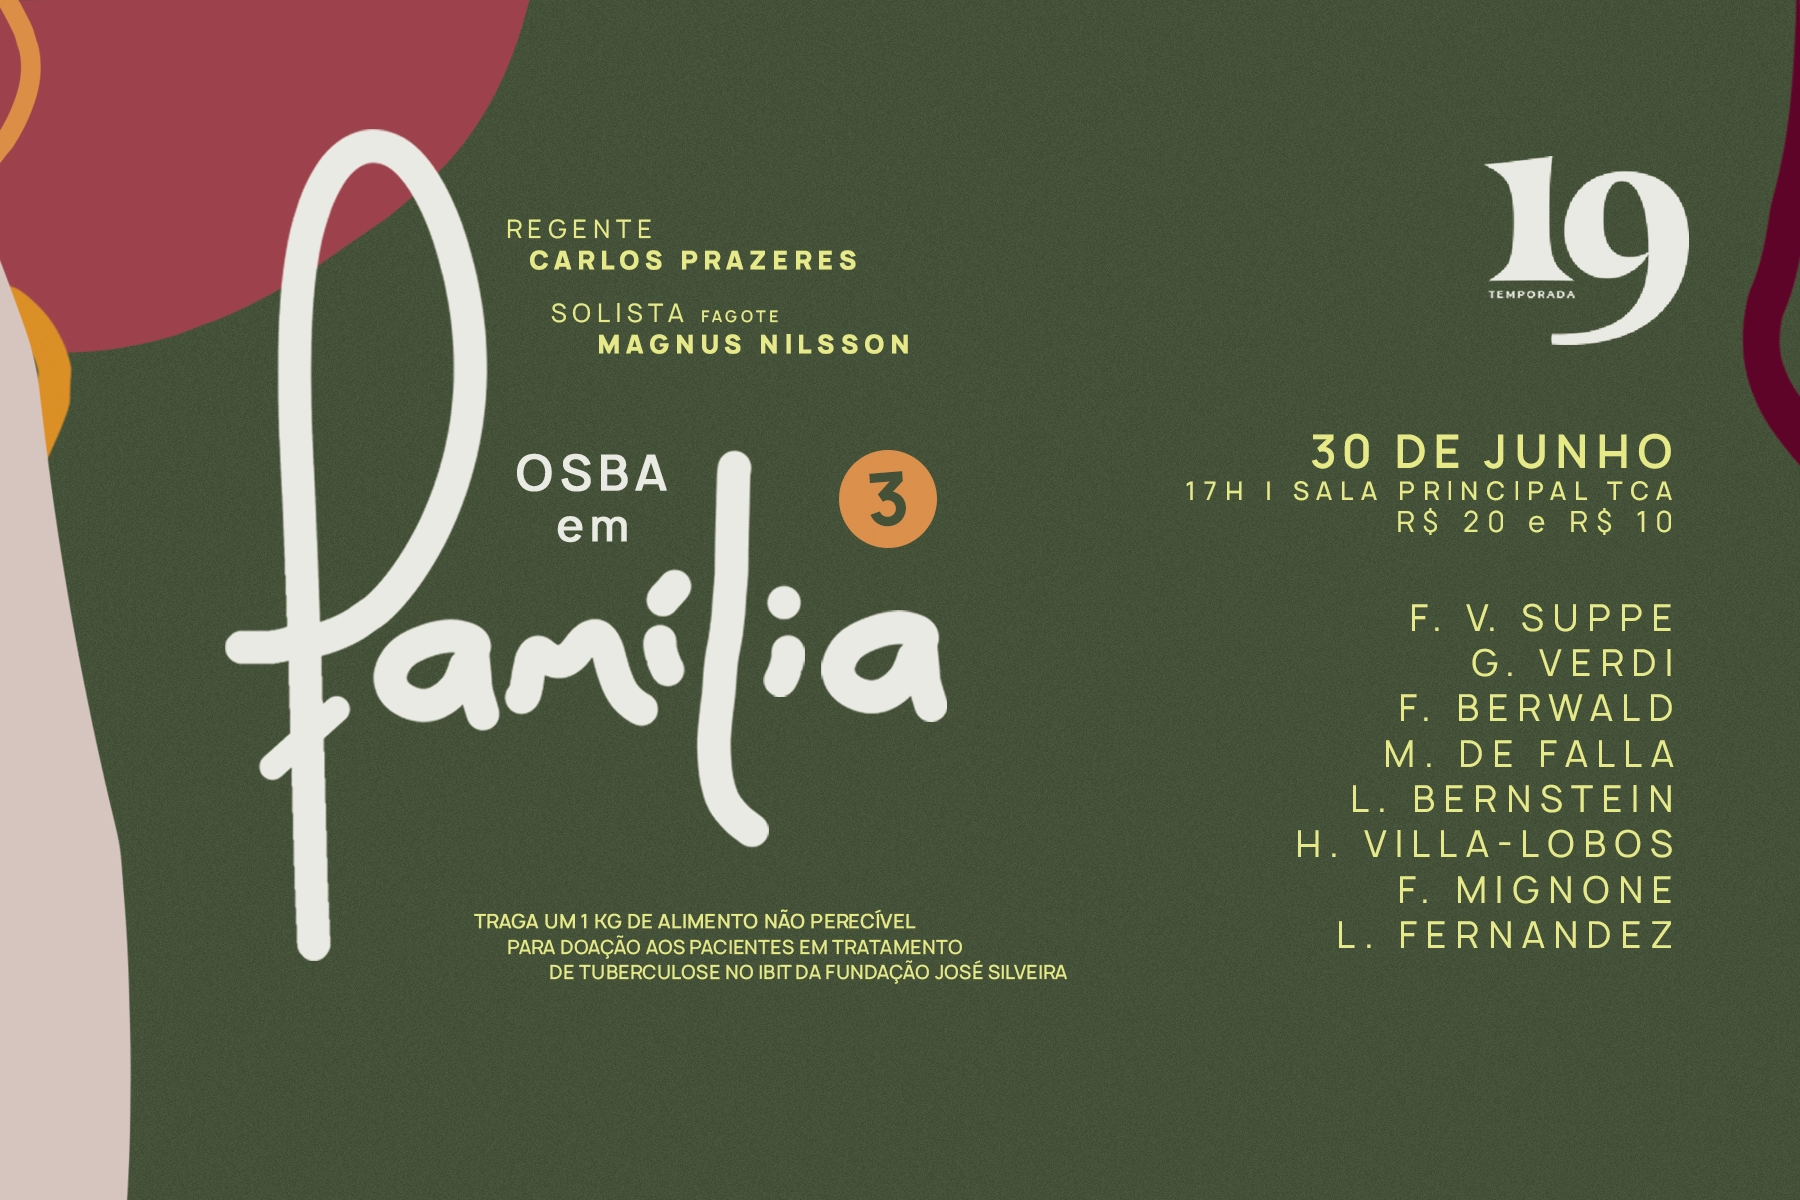 REGENTE
CARLOS PRAZERES
SOLISTA FAGOTE
MAGNUS NILSSON
OSBA
em
família
3
TRAGA UM 1 KG DE ALIMENTO NÃO PERECÍVEL
PARA DOAÇÃO AOS PACIENTES EM TRATAMENTO
DE TUBERCULOSE NO IBIT DA FUNDAÇÃO JOSÉ SILVEIRA
19
TEMPORADA
30 DE JUNHO
17H I SALA PRINCIPAL TCA
R$ 20 e R$ 10
F. V. SUPPE
G. VERDI
F. BERWALD
M. DE FALLA
L. BERNSTEIN
H. VILLA-LOBOS
F. MIGNONE
L. FERNANDEZ